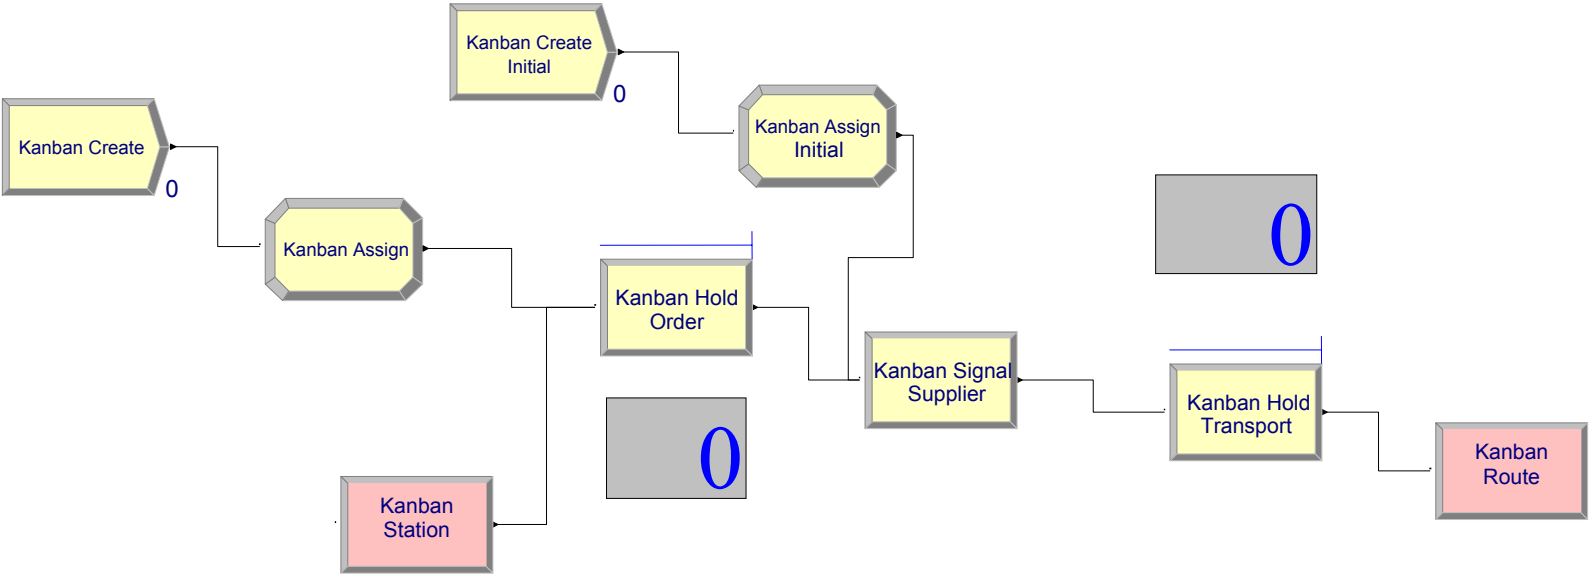 Kanban Create
Initial
0
Kanban Create
0
Kanban Assign
Initial
Kanban Assign
0
Kanban Hold
Order
Kanban Signal
Supplier
Kanban Hold
Transport
0
Kanban
Route
Kanban
Station